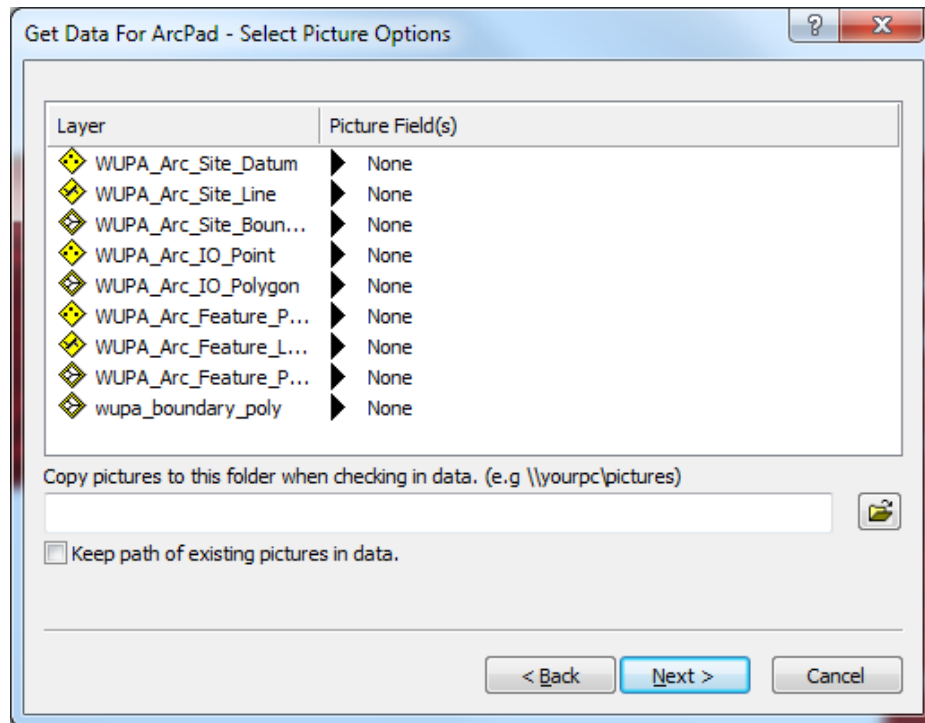 Get Data For ArcPad - Select Picture Options
Layer Picture Field(s)
WUPA_Arc_Site_Datum None
WUPA_Arc_Site_Line None
WUPA_Arc_Site_Boun... None
WUPA_Arc_IO_Point None
WUPA_Arc_IO_Polygon None
WUPA_Arc_Feature_P... None
WUPA_Arc_Feature_L... None
WUPA_Arc_Feature_P... None
wupa_boundary_poly None
Copy pictures to this folder when checking in data. (e.g \\yourpc\pictures)
Keep path of existing pictures in data.
< Back Next > Cancel